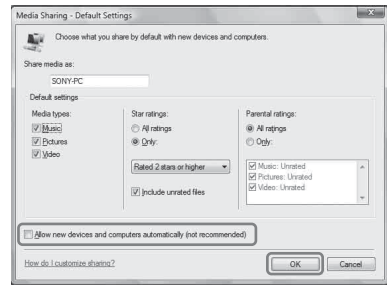 Media Sharing - Default Settings
Choose what you share by default with new devices and computers.
Share media as:
SONY-PC
Default settings
Media types:
Music
Pictures
Video
Star ratings:
All ratings
Only:
Rated 2 stars or higher
Include unrated files
Parental ratings:
All ratings
Only:
Music: Unrated
Pictures: Unrated
Video: Unrated
Allow new devices and computers automatically (not recommended)
How do I customize sharing?
OK
Cancel